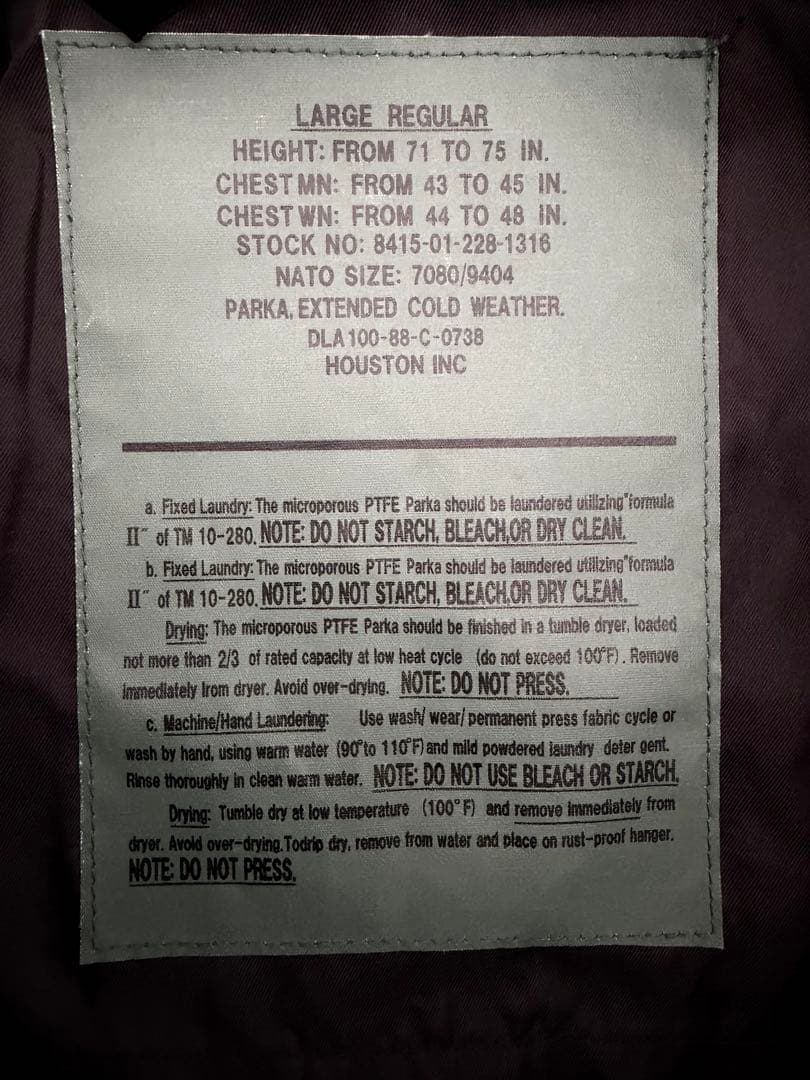 LARGE REGULAR
HEIGHT: FROM 71 TO 75 IN.
CHEST MN: FROM 43 TO 45 IN.
CHEST WN: FROM 44 TO 48 IN.
STOCK NO: 8415-01-228-1316
NATO SIZE: 7080/9404
PARKA, EXTENDED COLD WEATHER.
DLA100-88-C-0738
HOUSTON INC
a. Fixed Laundry: The microporous PTFE Parka should be laundered utilizing"formula
II" of TM 10-280. NOTE: DO NOT STARCH, BLEACH,OR DRY CLEAN.
b. Fixed Laundry: The microporous PTFE Parka should be laundered utilizing"formula
II" of TM 10-280. NOTE: DO NOT STARCH, BLEACH,OR DRY CLEAN.
Drying: The microporous PTFE Parka should be finished in a tumble dryer, loaded
not more than 2/3 of rated capacity at low heat cycle (do not exceed 100°F). Remove
immediately from dryer. Avoid over-drying. NOTE: DO NOT PRESS.
c. Machine/Hand Laundering: Use wash/ wear/ permanent press fabric cycle or
wash by hand, using warm water (90°to 110°F) and mild powdered laundry deter gent.
Rinse thoroughly in clean warm water. NOTE: DO NOT USE BLEACH OR STARCH.
Drying: Tumble dry at low temperature (100°F) and remove immediately from
dryer. Avoid over-drying.Todrip dry, remove from water and place on rust-proof hanger.
NOTE: DO NOT PRESS.